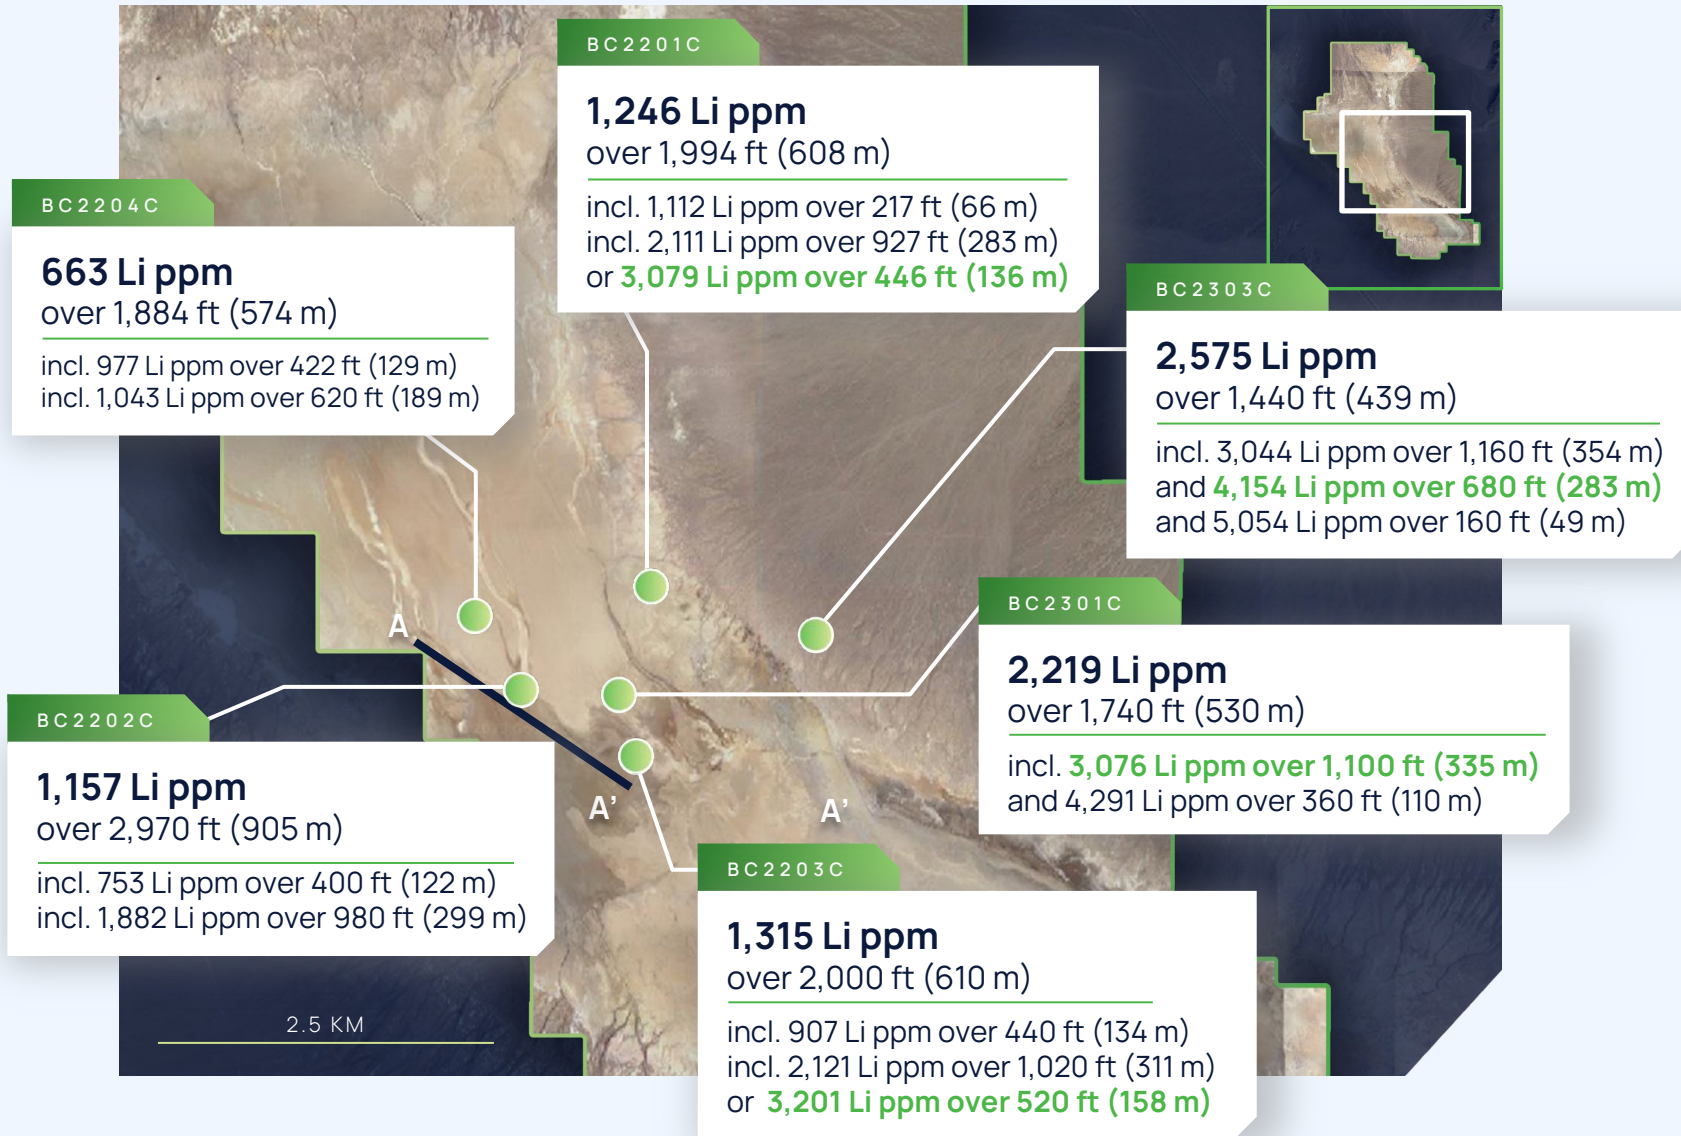 BC2201C
1,246 Li ppm
over 1,994 ft (608 m)
incl. 1,112 Li ppm over 217 ft (66 m)
incl. 2,111 Li ppm over 927 ft (283 m)
or 3,079 Li ppm over 446 ft (136 m)
BC2204C
663 Li ppm
over 1,884 ft (574 m)
incl. 977 Li ppm over 422 ft (129 m)
incl. 1,043 Li ppm over 620 ft (189 m)
BC2303C
2,575 Li ppm
over 1,440 ft (439 m)
incl. 3,044 Li ppm over 1,160 ft (354 m)
and 4,154 Li ppm over 680 ft (283 m)
and 5,054 Li ppm over 160 ft (49 m)
BC2301C
2,219 Li ppm
over 1,740 ft (530 m)
incl. 3,076 Li ppm over 1,100 ft (335 m)
and 4,291 Li ppm over 360 ft (110 m)
A
A’
A’
BC2202C
1,157 Li ppm
over 2,970 ft (905 m)
incl. 753 Li ppm over 400 ft (122 m)
incl. 1,882 Li ppm over 980 ft (299 m)
BC2203C
1,315 Li ppm
over 2,000 ft (610 m)
incl. 907 Li ppm over 440 ft (134 m)
incl. 2,121 Li ppm over 1,020 ft (311 m)
or 3,201 Li ppm over 520 ft (158 m)
2.5 KM